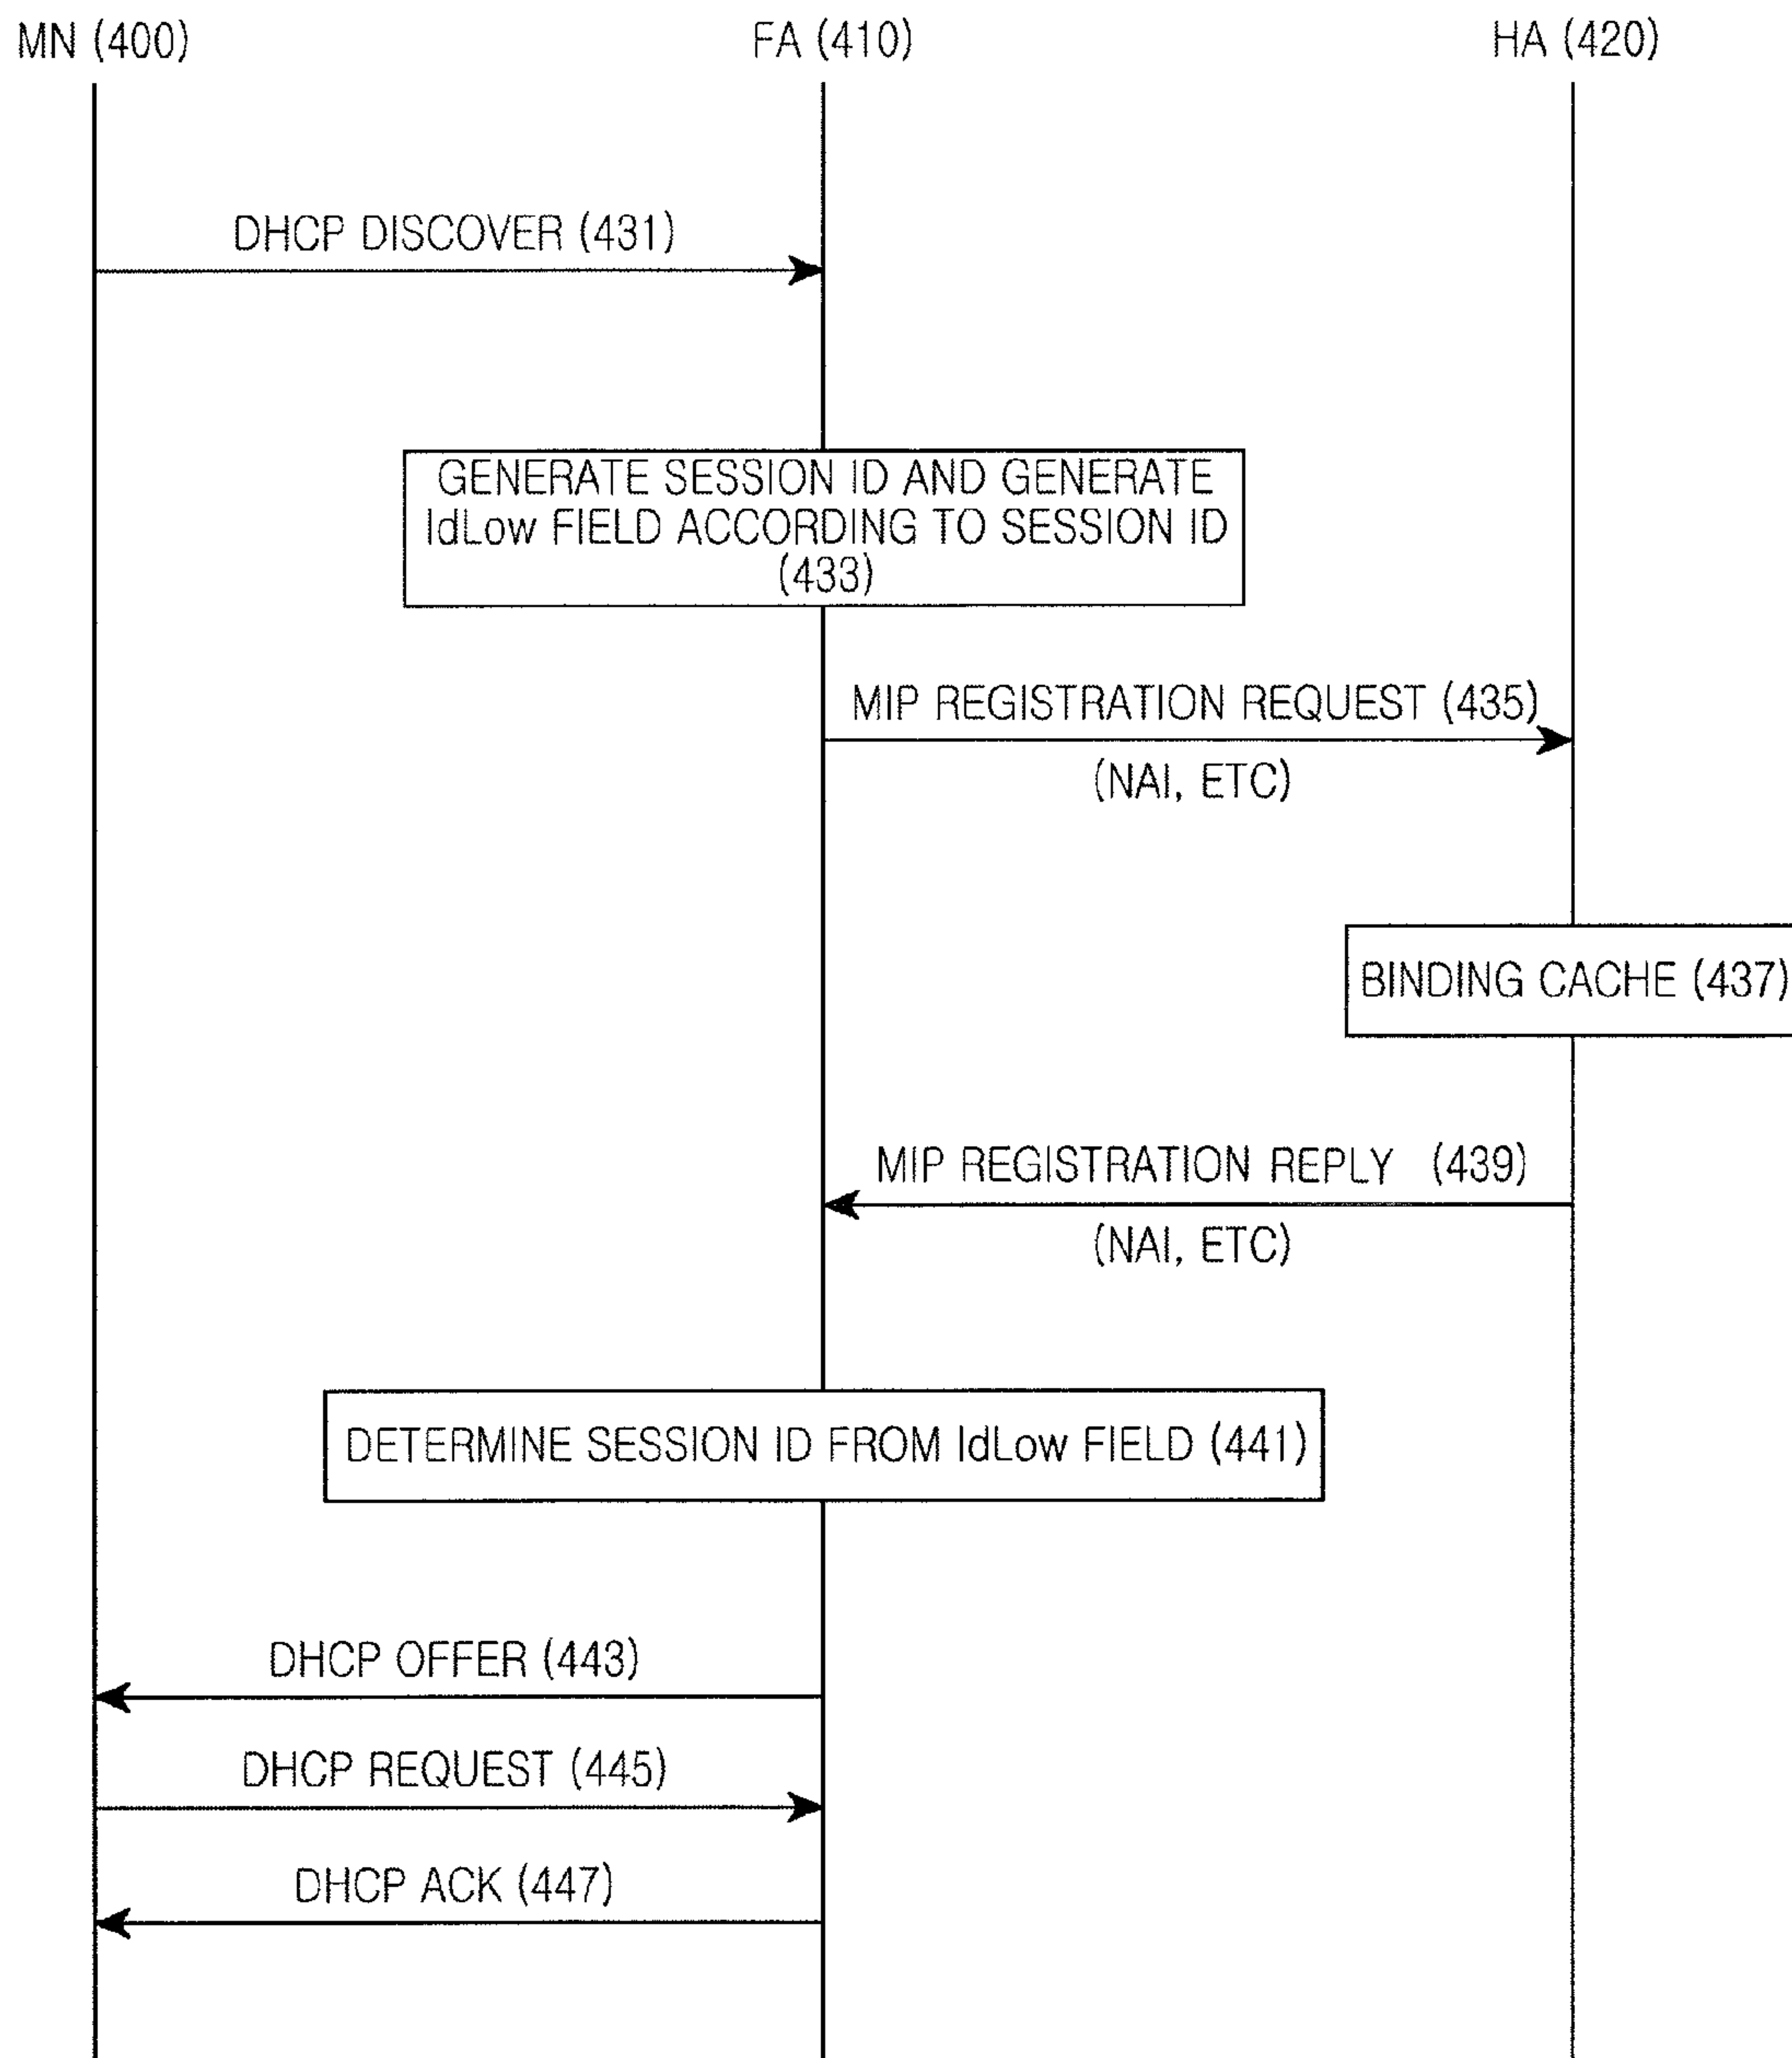 MN (400)
FA (410)
HA (420)
DHCP DISCOVER (431)
GENERATE SESSION ID AND GENERATE
IdLow FIELD ACCORDING TO SESSION ID
(433)
MIP REGISTRATION REQUEST (435)
(NAI, ETC)
BINDING CACHE (437)
MIP REGISTRATION REPLY (439)
(NAI, ETC)
DETERMINE SESSION ID FROM IdLow FIELD (441)
DHCP OFFER (443)
DHCP REQUEST (445)
DHCP ACK (447)